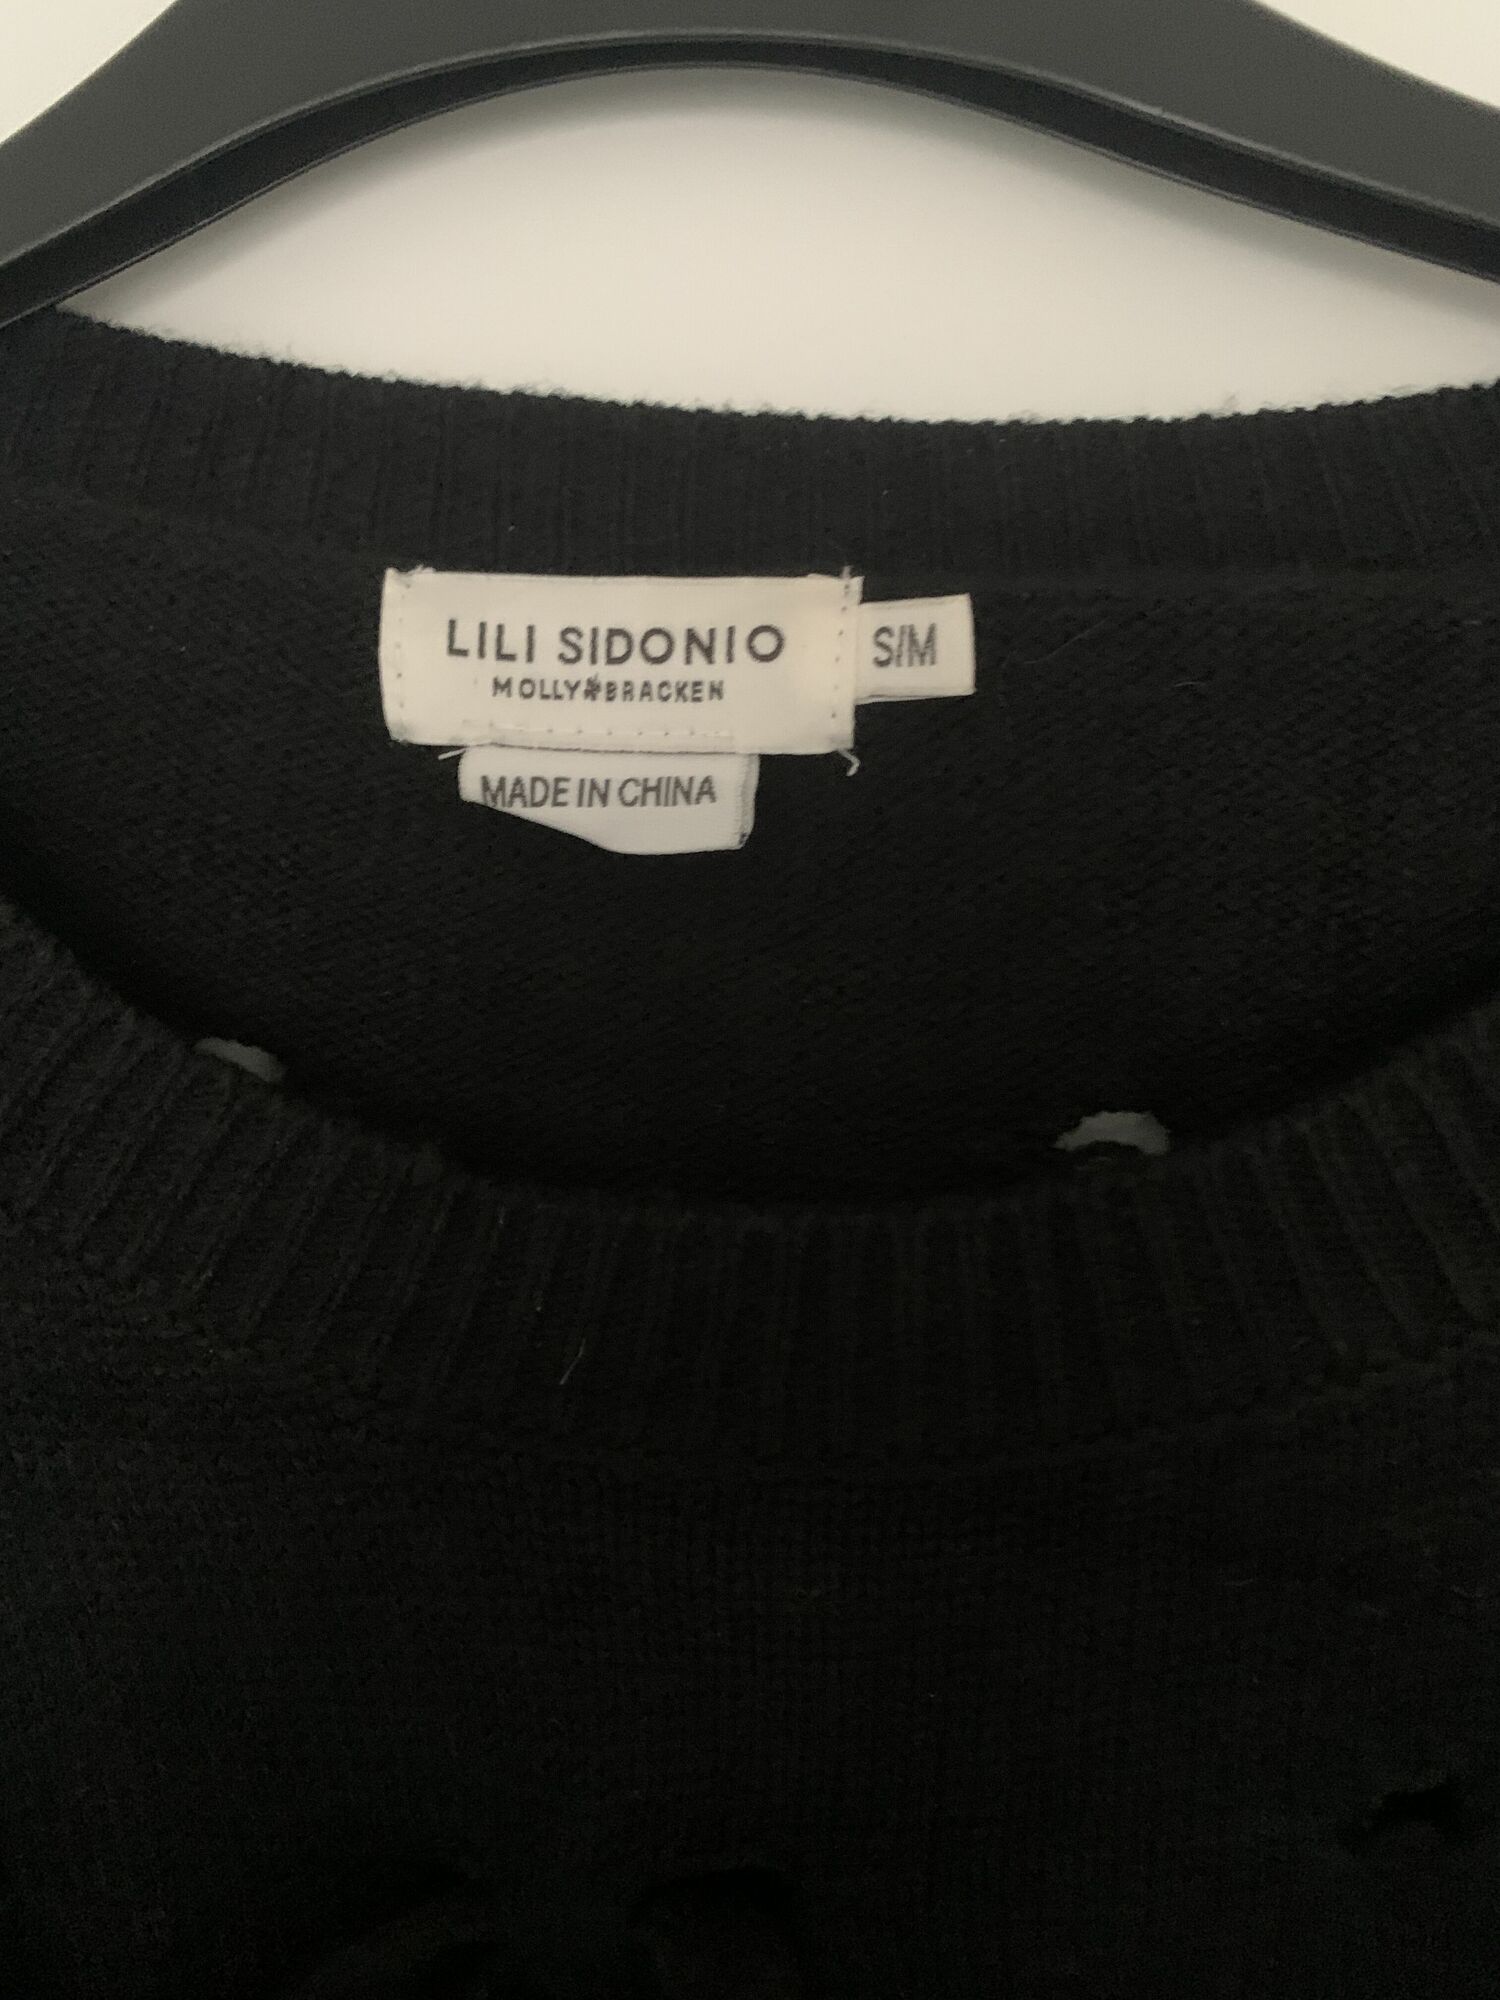 LILI SIDONIO
MOLLY BRACKEN
S/M
MADE IN CHINA